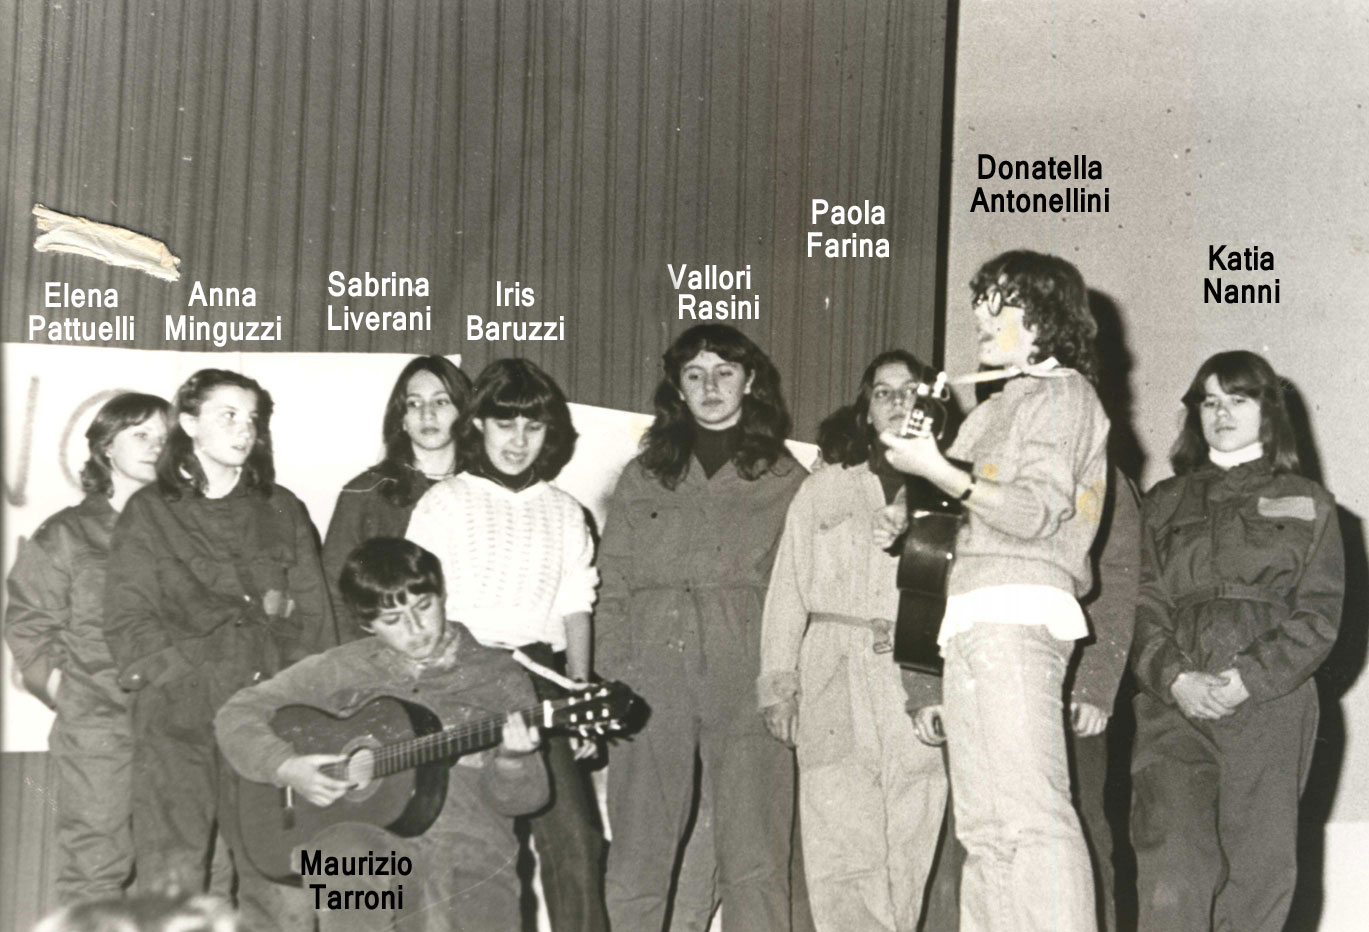 Elena
Pattuelli
Anna
Minguzzi
Sabrina
Liverani
Iris
Baruzzi
Vallori
Rasini
Paola
Farina
Donatella
Antonellini
Katia
Nanni
Maurizio
Tarroni